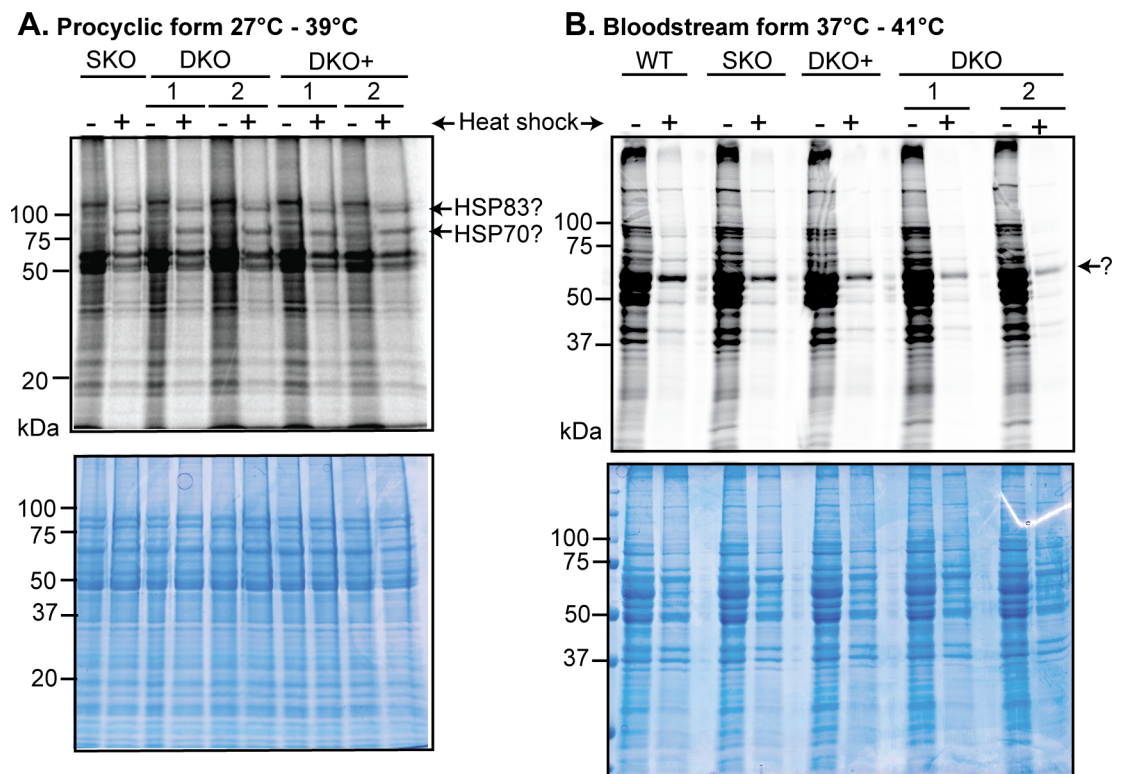 A. Procyclic form 27°C - 39°C
SKO DKO DKO+
1 2 1 2
- + - + - + - + - +
100
75
50
20
kDa
100
75
50
37
20
Heat shock
HSP83?
HSP70?
B. Bloodstream form 37°C - 41°C
WT SKO DKO+ DKO
1 2
- + - + - + - + - +
100
75
50
37
kDa
?
100
75
50
37